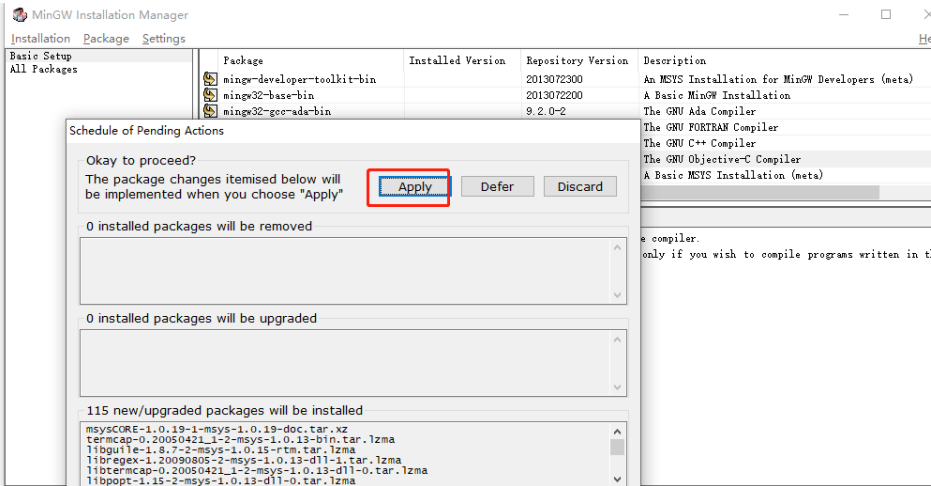 MinGW Installation Manager
Installation Package Settings
Basic Setup
All Packages
Package Installed Version Repository Version Description
mingw-developer-toolkit-bin 2013072300 An MSYS Installation for MinGW Developers (meta)
mingw32-base-bin 2013072200 A Basic MinGW Installation
mingw32-gcc-ada-bin 9.2.0-2 The GNU Ada Compiler
The GNU FORTRAN Compiler
The GNU C++ Compiler
The GNU Objective-C Compiler
A Basic MSYS Installation (meta)
compiler.
only if you wish to compile programs written in
Schedule of Pending Actions
Okay to proceed?
The package changes itemised below will
be implemented when you choose "Apply"
Apply Defer Discard
0 installed packages will be removed
0 installed packages will be upgraded
115 new/upgraded packages will be installed
msysCORE-1.0.19-1-msys-1.0.19-doc.tar.xz
termcap-0.20050421_1-2-msys-1.0.13-bin.tar.lzma
libguile-1.8.7-2-msys-1.0.15-rtm.tar.lzma
libregex-1.20090805-2-msys-1.0.13-dll-1.tar.lzma
libtermcap-0.20050421_1-2-msys-1.0.13-dll-0.tar.lzma
libpopt-1.15-2-msys-1.0.13-dll-0.tar.lzma